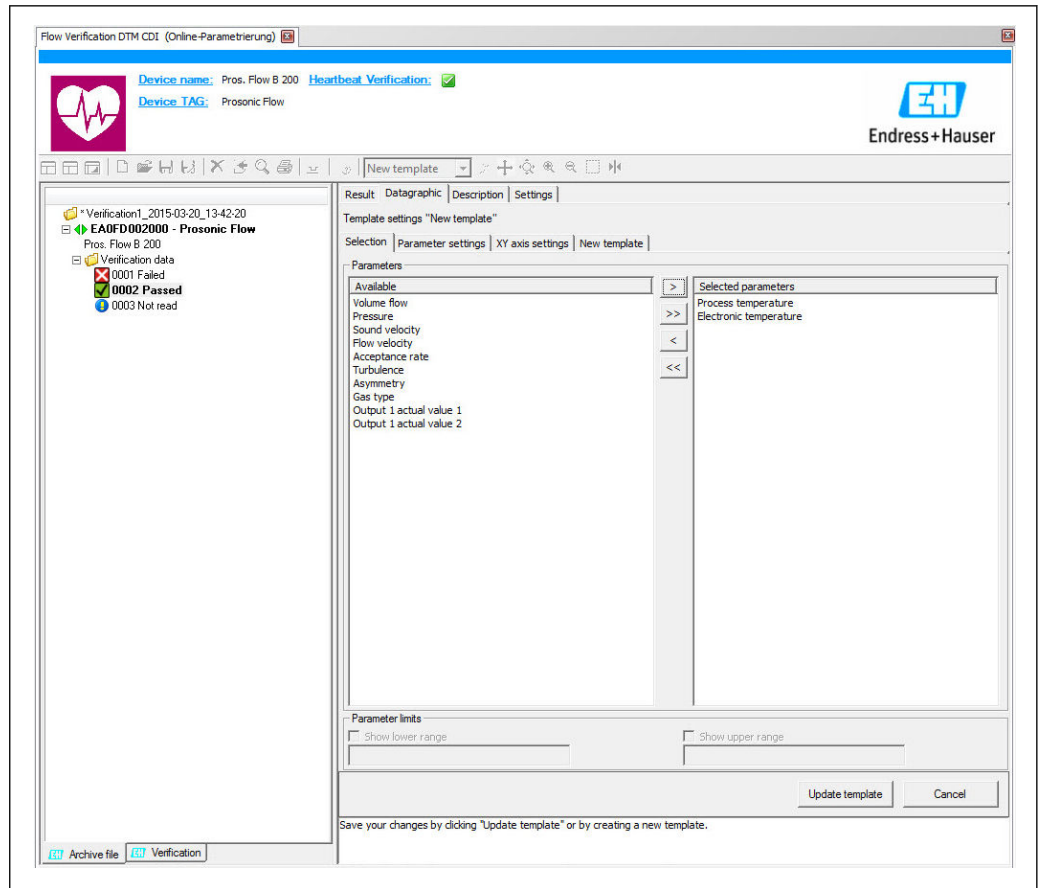 Flow Verification DTM CDI (Online-Parametrierung)
Device name: Pros. Flow B 200 Heartbeat Verification:
Device TAG: Prosonic Flow
Endress+Hauser
New template
* Verification1_2015-03-20_13-42-20
EA0FD002000 - Prosonic Flow
Pros. Flow B 200
Verification data
0001 Failed
0002 Passed
0003 Not read
Archive file Verification
Result Datagraphic Description Settings
Template settings "New template"
Selection Parameter settings XY axis settings New template
Parameters
Available
Volume flow
Pressure
Sound velocity
Flow velocity
Acceptance rate
Turbulence
Asymmetry
Gas type
Output 1 actual value 1
Output 1 actual value 2
>
>>
<
<<
Selected parameters
Process temperature
Electronic temperature
Parameter limits
Show lower range Show upper range
Update template Cancel
Save your changes by clicking "Update template" or by creating a new template.